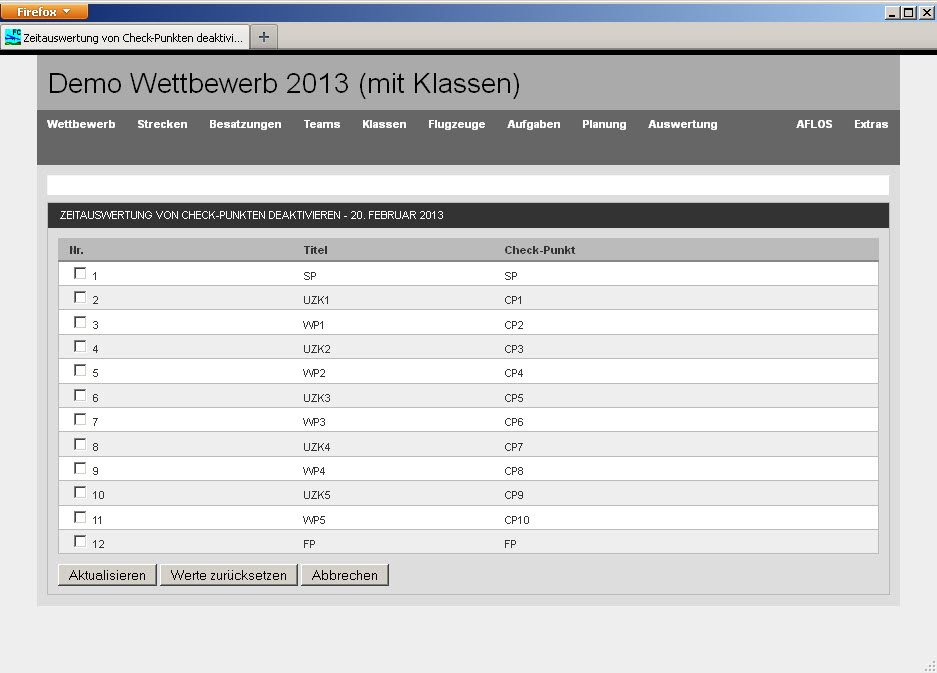 Firefox
Zeitauswertung von Check-Punkten deaktivi...
Demo Wettbewerb 2013 (mit Klassen)
Wettbewerb Strecken Besatzungen Teams Klassen Flugzeuge Aufgaben Planung Auswertung AFLOS Extras
ZEITAUSWERTUNG VON CHECK-PUNKTEN DEAKTIVIEREN - 20. FEBRUAR 2013
Nr. Titel Check-Punkt
1 SP SP
2 UZK1 CP1
3 WP1 CP2
4 UZK2 CP3
5 WP2 CP4
6 UZK3 CP5
7 WP3 CP6
8 UZK4 CP7
9 WP4 CP8
10 UZK5 CP9
11 WP5 CP10
12 FP FP
Aktualisieren Werte zurücksetzen Abbrechen